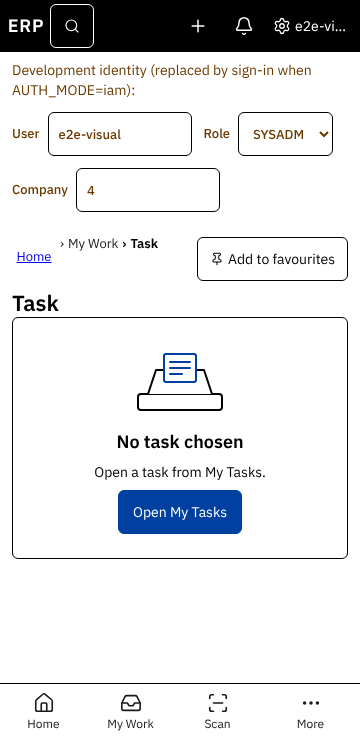 ERP
e2e-vi...
Development identity (replaced by sign-in when
AUTH_MODE=iam):
User e2e-visual Role SYSADM
Company 4
Home › My Work › Task
Add to favourites
Task
No task chosen
Open a task from My Tasks.
Open My Tasks
Home My Work Scan More